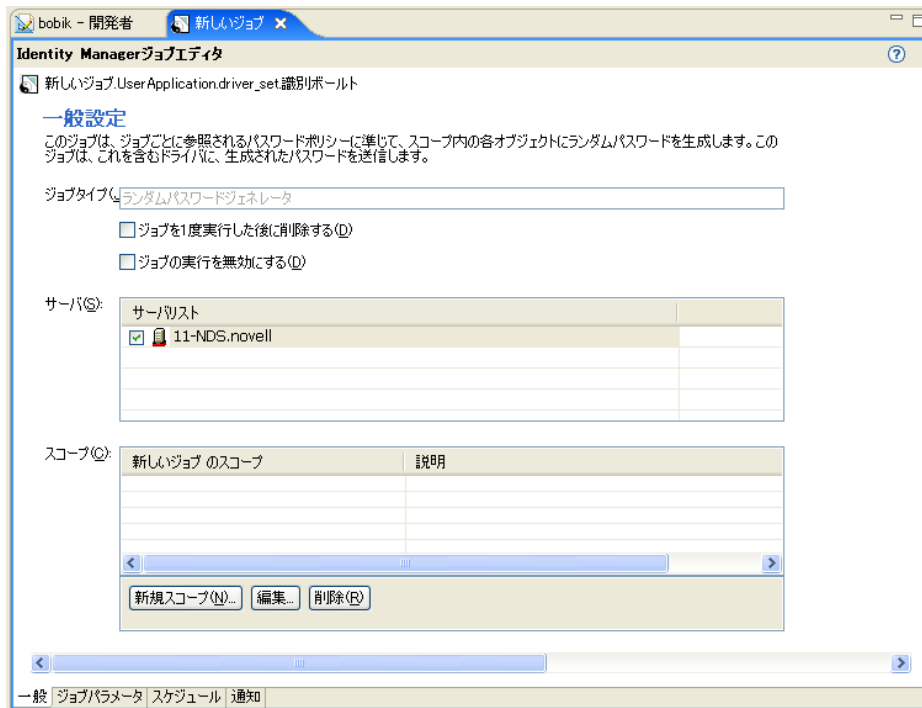 bobik - 開発者
新しいジョブ
Identity Managerジョブエディタ
新しいジョブ.UserApplication.driver_set.識別ボールト
一般設定
このジョブは、ジョブごとに参照されるパスワードポリシーに準じて、スコープ内の各オブジェクトにランダムパスワードを生成します。この
ジョブは、これを含むドライバに、生成されたパスワードを送信します。
ジョブタイプ(
ランダムパスワードジェネレータ
ジョブを1度実行した後に削除する(D)
ジョブの実行を無効にする(D)
サーバ(S):
サーバリスト
11-NDS.novell
スコープ(C):
新しいジョブ のスコープ 説明
新規スコープ(N)... 編集... 削除(R)
一般 ジョブパラメータ スケジュール 通知